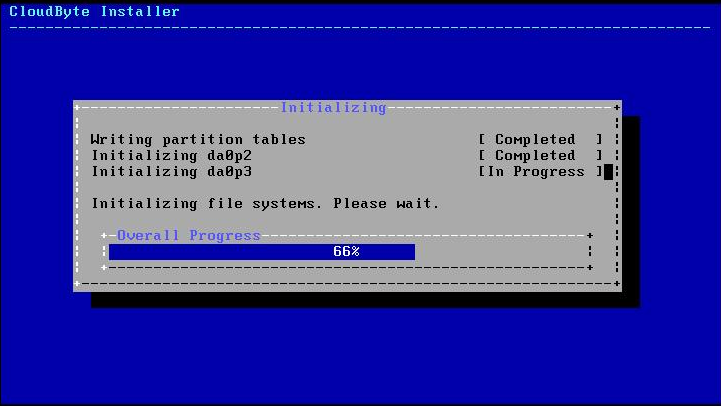 CloudByte Installer
Initializing
Writing partition tables [ Completed ]
Initializing da0p2 [ Completed ]
Initializing da0p3 [In Progress ]
Initializing file systems. Please wait.
Overall Progress
66%